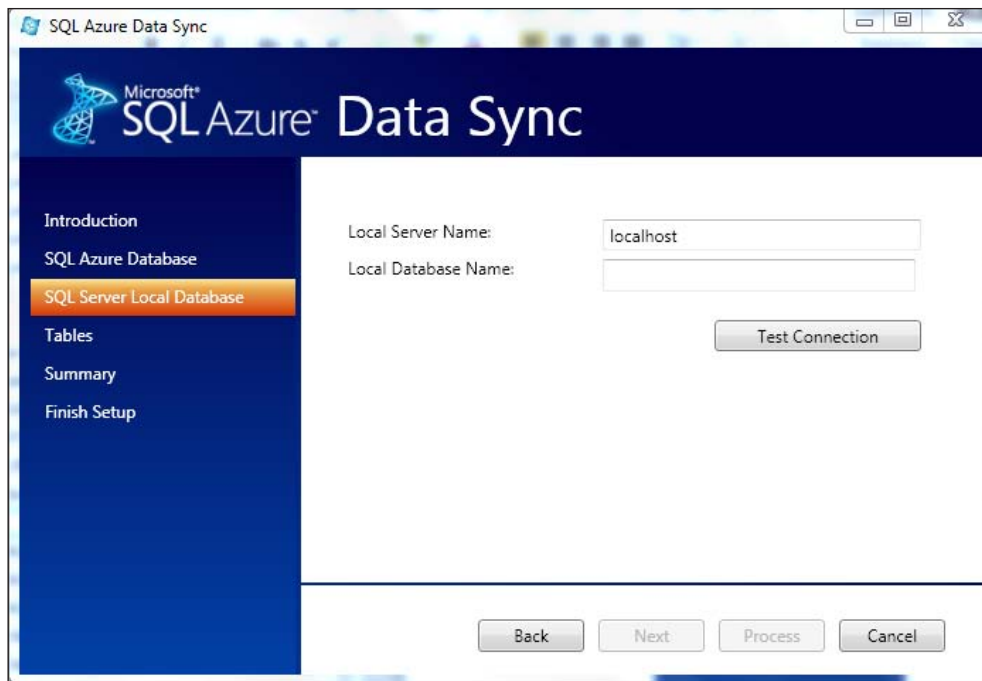 SQL Azure Data Sync
Microsoft®
SQL Azure™ Data Sync
Introduction
SQL Azure Database
SQL Server Local Database
Tables
Summary
Finish Setup
Local Server Name:
localhost
Local Database Name:
Test Connection
Back
Next
Process
Cancel